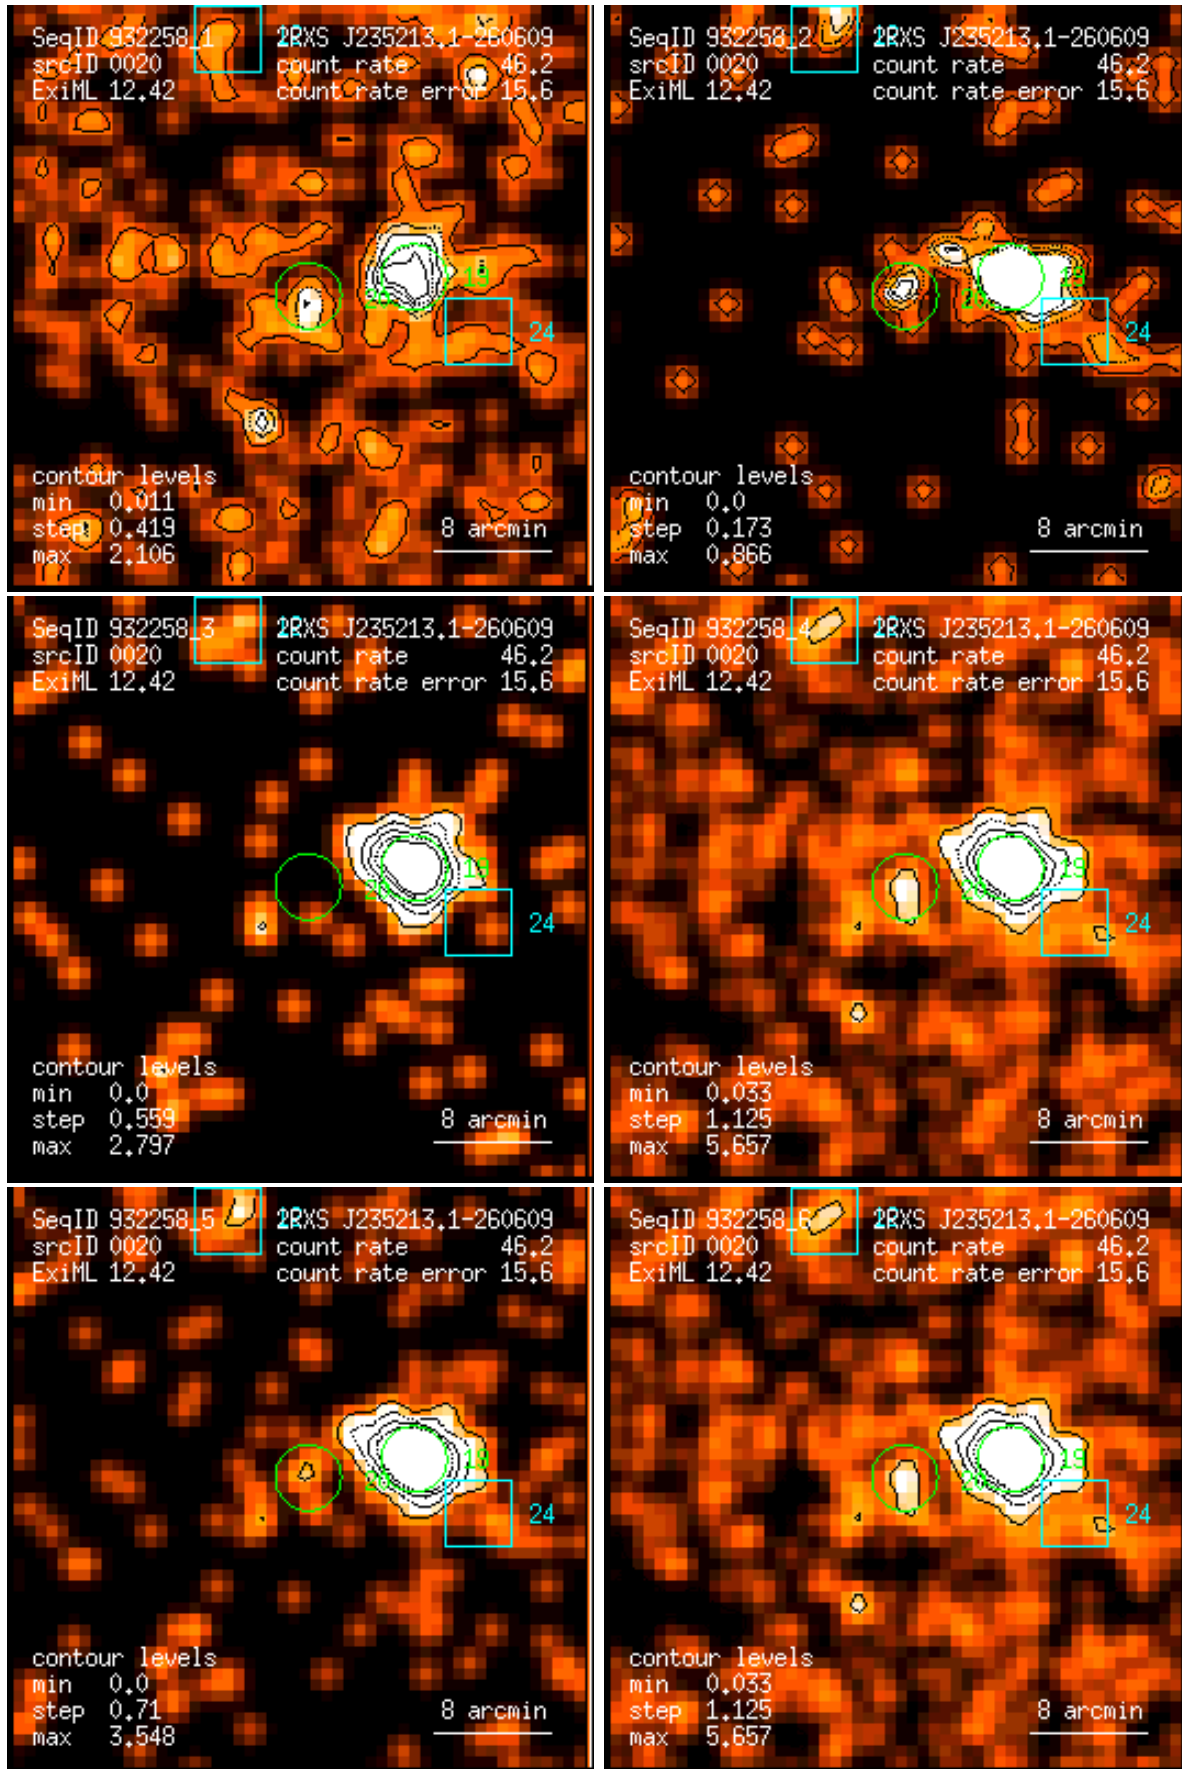 SeqID 932258_1 2RXS J235213.1-260609
srcID 0020 count rate 46.2
ExiML 12.42 count rate error 15.6
19
20
24
contour levels
min 0.011
step 0.419
max 2.106
8 arcmin
SeqID 932258_2 2RXS J235213.1-260609
srcID 0020 count rate 46.2
ExiML 12.42 count rate error 15.6
19
20
24
contour levels
min 0.0
step 0.173
max 0.866
8 arcmin
SeqID 932258_3 2RXS J235213.1-260609
srcID 0020 count rate 46.2
ExiML 12.42 count rate error 15.6
19
20
24
contour levels
min 0.0
step 0.559
max 2.797
8 arcmin
SeqID 932258_4 2RXS J235213.1-260609
srcID 0020 count rate 46.2
ExiML 12.42 count rate error 15.6
19
20
24
contour levels
min 0.033
step 1.125
max 5.657
8 arcmin
SeqID 932258_5 2RXS J235213.1-260609
srcID 0020 count rate 46.2
ExiML 12.42 count rate error 15.6
19
20
24
contour levels
min 0.0
step 0.71
max 3.548
8 arcmin
SeqID 932258_6 2RXS J235213.1-260609
srcID 0020 count rate 46.2
ExiML 12.42 count rate error 15.6
19
20
24
contour levels
min 0.033
step 1.125
max 5.657
8 arcmin